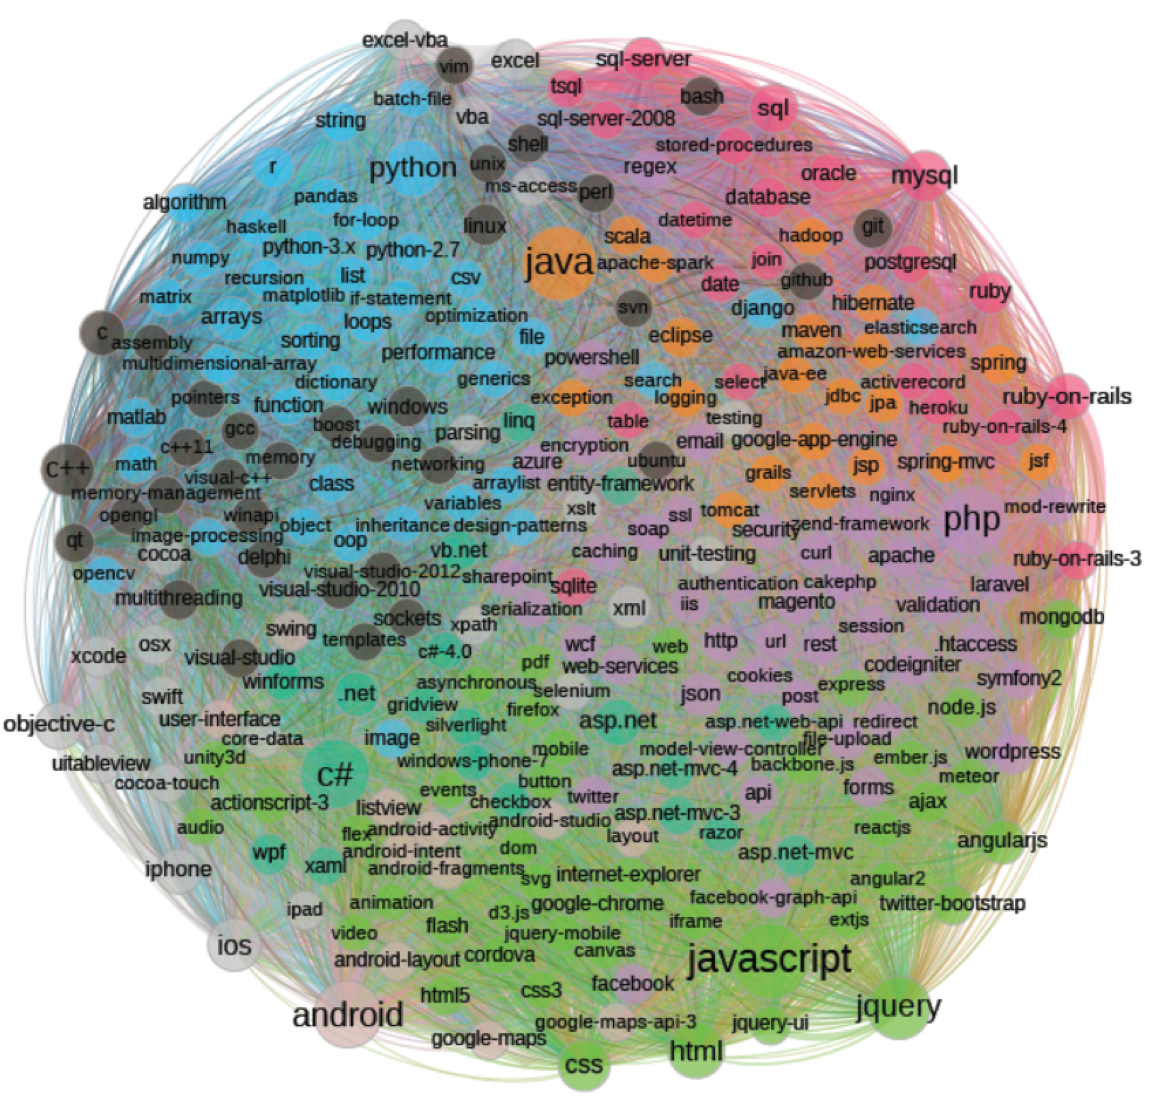 excel-vba
vim
excel
sql-server
tsql
bash
sql
batch-file
string
vba
sql-server-2008
shell
stored-procedures
regex
r
python
unix
oracle
mysql
ms-access
perl
database
algorithm
pandas
haskell
for-loop
linux
datetime
hadoop
git
scala
numpy
python-3.x
python-2.7
java
apache-spark
join
postgresql
recursion
list
csv
date
github
ruby
matrix
matplotlib
if-statement
svn
django
hibernate
arrays
loops
optimization
c
assembly
sorting
file
eclipse
maven
elasticsearch
multidimensional-array
performance
powershell
amazon-web-services
spring
dictionary
generics
search
select
java-ee
activerecord
pointers
function
windows
exception
logging
jdbc
jpa
heroku
ruby-on-rails
matlab
gcc
boost
linq
table
testing
ruby-on-rails-4
c++11
debugging
parsing
encryption
email
google-app-engine
c++
math
memory
networking
azure
ubuntu
grails
jsp
spring-mvc
jsf
visual-c++
class
arraylist
entity-framework
memory-management
variables
xslt
servlets
nginx
opengl
winapi
ssl
tomcat
mod-rewrite
image-processing
object
inheritance
design-patterns
soap
security
zend-framework
php
qt
cocoa
delphi
oop
vb.net
caching
unit-testing
curl
apache
ruby-on-rails-3
opencv
visual-studio-2012
sharepoint
sqlite
authentication
cakephp
laravel
multithreading
visual-studio-2010
serialization
xml
iis
magento
validation
mongodb
swing
sockets
xpath
session
osx
templates
c#-4.0
wcf
web
http
url
rest
.htaccess
xcode
visual-studio
pdf
web-services
codeigniter
winforms
asynchronous
cookies
express
symfony2
swift
.net
gridview
selenium
json
post
node.js
objective-c
user-interface
silverlight
firefox
asp.net
asp.net-web-api
redirect
core-data
image
file-upload
uitableview
unity3d
windows-phone-7
mobile
model-view-controller
backbone.js
ember.js
wordpress
cocoa-touch
c#
button
asp.net-mvc-4
meteor
actionscript-3
listview
events
checkbox
twitter
api
forms
ajax
audio
flex
android-activity
android-studio
asp.net-mvc-3
layout
razor
reactjs
angularjs
wpf
xaml
android-intent
dom
asp.net-mvc
iphone
android-fragments
svg
internet-explorer
angular2
ipad
animation
d3.js
google-chrome
facebook-graph-api
twitter-bootstrap
video
flash
jquery-mobile
iframe
extjs
ios
android-layout
cordova
canvas
javascript
html5
css3
facebook
jquery
android
google-maps
google-maps-api-3
jquery-ui
css
html